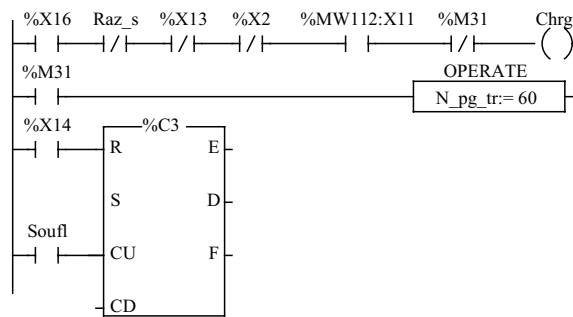 %X16 Raz_s %X13 %X2 %MW112:X11 %M31 Chrg
%M31 OPERATE
N_pg_tr:= 60
%X14 %C3
R E
S D
Soufl
CU F
CD